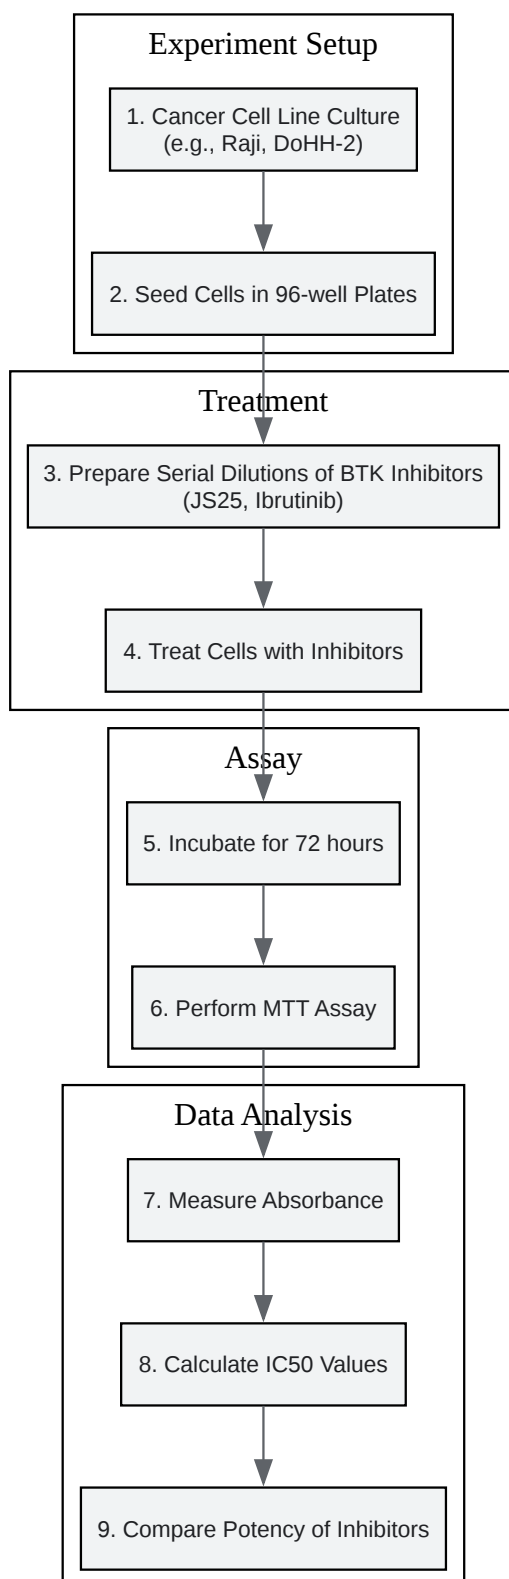 Experiment Setup
1. Cancer Cell Line Culture
(e.g., Raji, DoHH-2)
2. Seed Cells in 96-well Plates
Treatment
3. Prepare Serial Dilutions of BTK Inhibitors
(JS25, Ibrutinib)
4. Treat Cells with Inhibitors
Assay
5. Incubate for 72 hours
6. Perform MTT Assay
Data Analysis
7. Measure Absorbance
8. Calculate IC50 Values
9. Compare Potency of Inhibitors